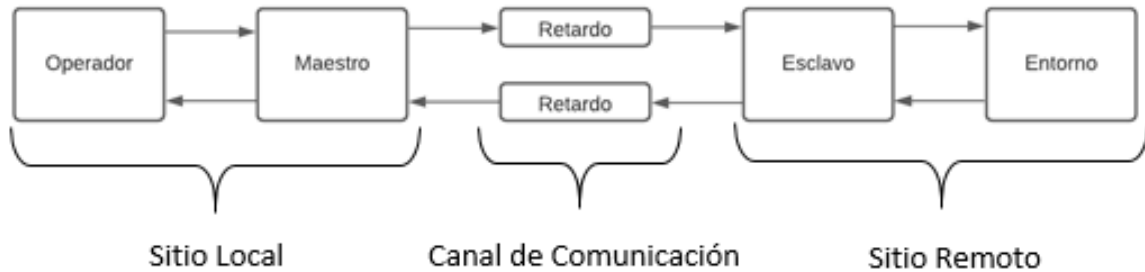 Operador
Maestro
Retardo
Retardo
Esclavo
Entorno
Sitio Local
Canal de Comunicación
Sitio Remoto